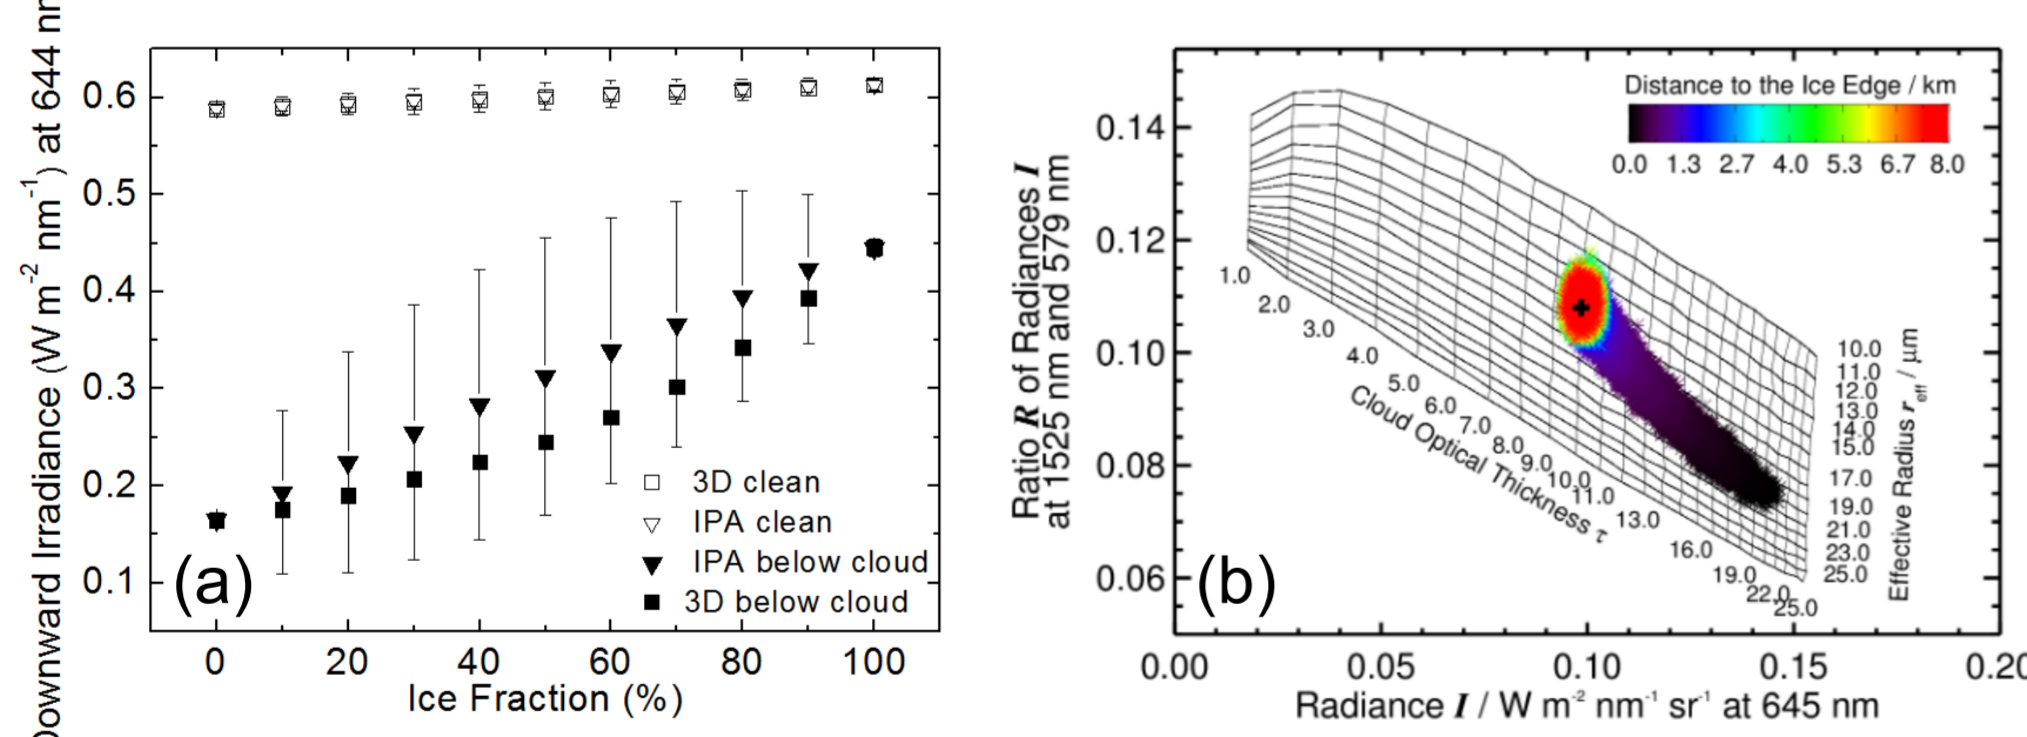 Downward Irradiance (W m-2 nm-1) at 644 nm
0.6
0.5
0.4
0.3
0.2
0.1
3D clean
IPA clean
IPA below cloud
3D below cloud
(a)
0 20 40 60 80 100
Ice Fraction (%)
Ratio R of Radiances I
at 1525 nm and 579 nm
0.14
0.12
0.10
0.08
0.06
Distance to the Ice Edge / km
0.0 1.3 2.7 4.0 5.3 6.7 8.0
1.0
2.0
3.0
4.0
5.0
6.0
7.0
8.0
9.0
10.0
11.0
13.0
16.0
19.0
22.0
25.0
Cloud Optical Thickness τ
10.0
11.0
12.0
13.0
14.0
15.0
17.0
19.0
21.0
23.0
25.0
Effective Radius reff / μm
(b)
0.00 0.05 0.10 0.15 0.20
Radiance I / W m-2 nm-1 sr-1 at 645 nm